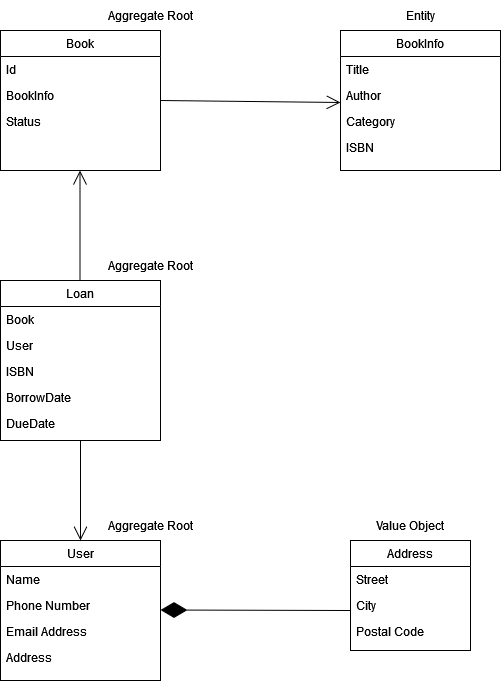 Aggregate Root
Entity
Book
BookInfo
Id
Title
BookInfo
Author
Status
Category
ISBN
Aggregate Root
Loan
Book
User
ISBN
BorrowDate
DueDate
Aggregate Root
Value Object
User
Address
Name
Street
Phone Number
City
Email Address
Postal Code
Address